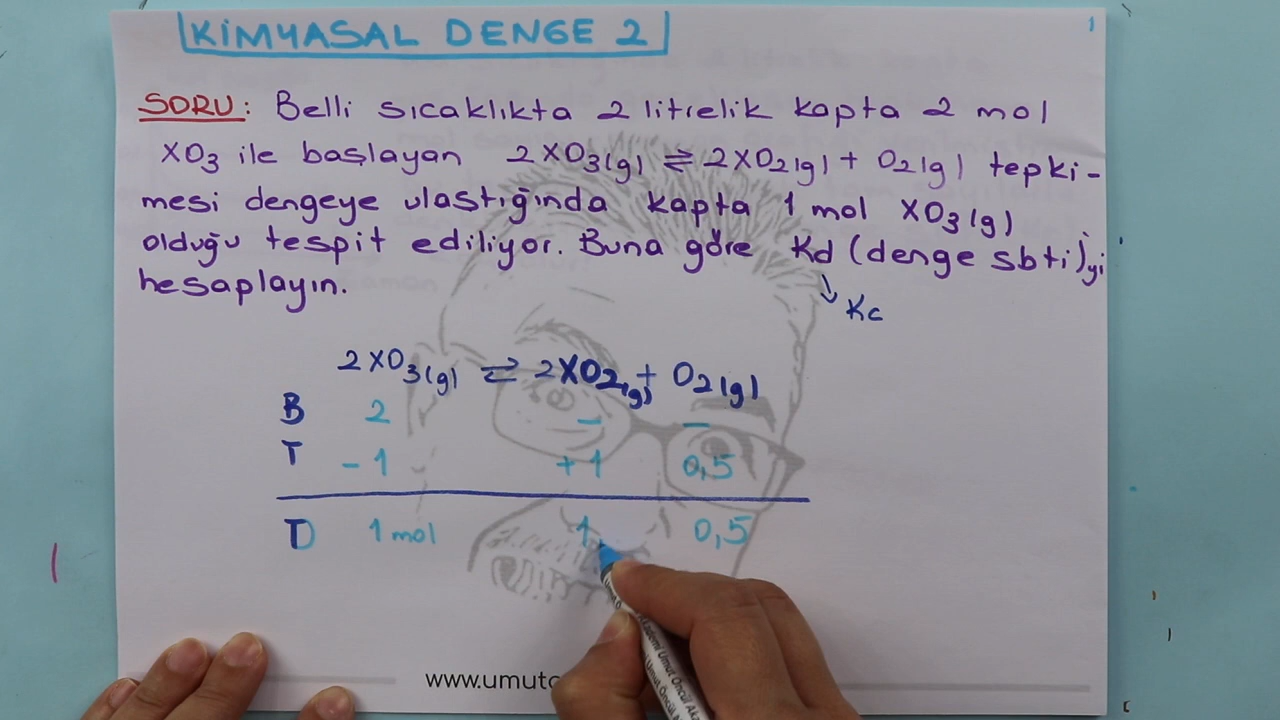 KİMYASAL DENGE 2
1
SORU: Belli sıcaklıkta 2 litrelik kapta 2 mol
XO3 ile başlayan 2XO3(g) ⇄ 2XO2(g) + O2(g) tepki-
mesi dengeye ulaştığında kapta 1 mol XO3(g)
olduğu tespit ediliyor. Buna göre Kd (denge sbti)yi
hesaplayın.
↘ Kc
2XO3(g) ⇄ 2XO2(g) + O2(g)
B 2 – –
T -1 +1 0,5
D 1 mol 1 0,5